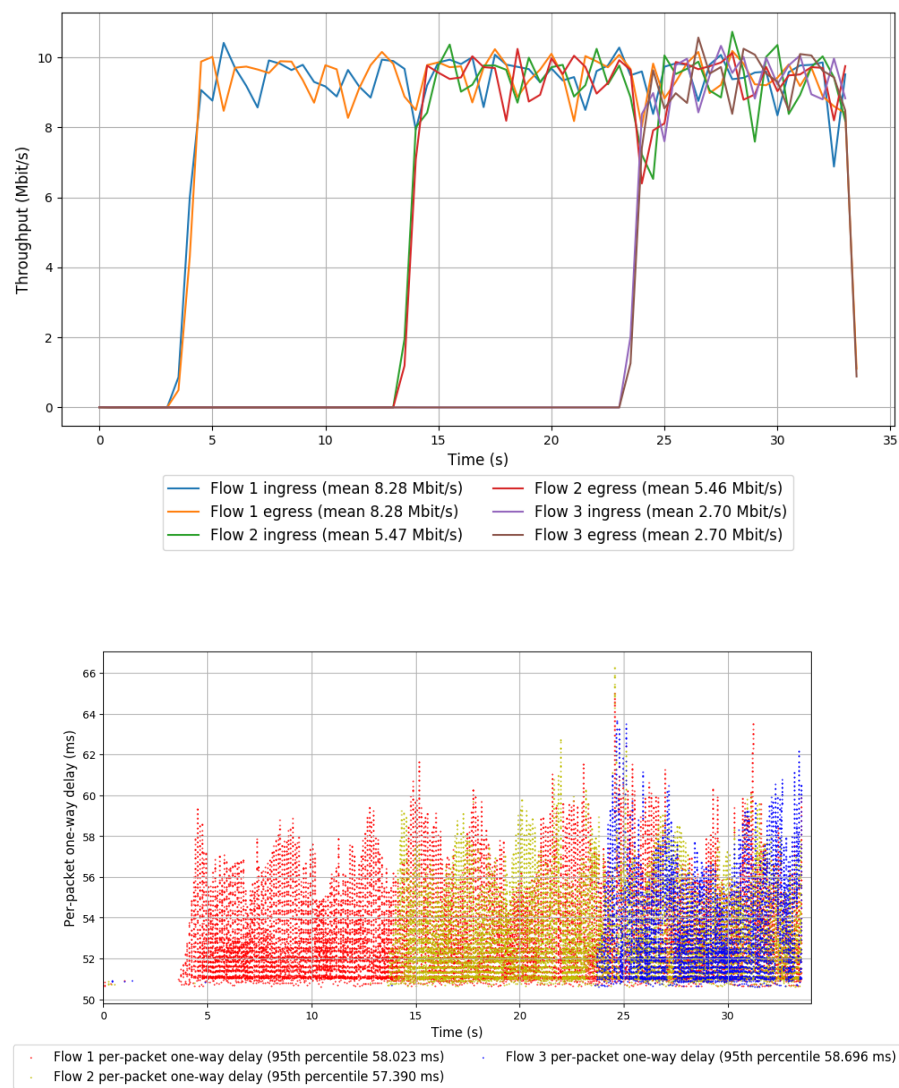 10
8
6
4
2
0
Throughput (Mbit/s)
0 5 10 15 20 25 30 35
Time (s)
Flow 1 ingress (mean 8.28 Mbit/s) Flow 2 egress (mean 5.46 Mbit/s)
Flow 1 egress (mean 8.28 Mbit/s) Flow 3 ingress (mean 2.70 Mbit/s)
Flow 2 ingress (mean 5.47 Mbit/s) Flow 3 egress (mean 2.70 Mbit/s)
66
64
62
60
58
56
54
52
50
Per-packet one-way delay (ms)
0 5 10 15 20 25 30
Time (s)
Flow 1 per-packet one-way delay (95th percentile 58.023 ms) Flow 3 per-packet one-way delay (95th percentile 58.696 ms)
Flow 2 per-packet one-way delay (95th percentile 57.390 ms)